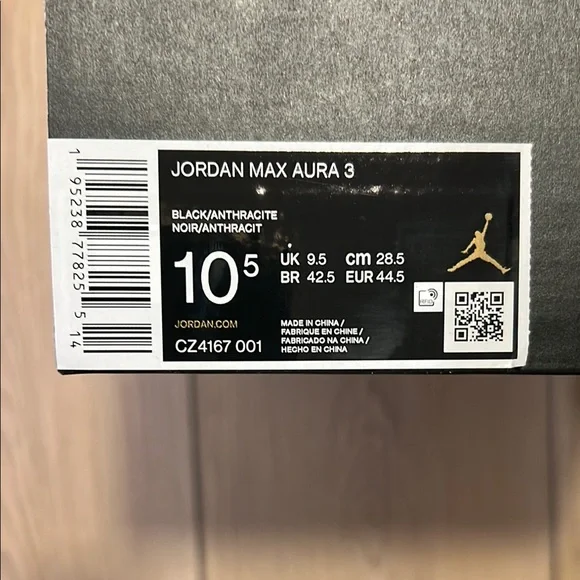 JORDAN MAX AURA 3
BLACK/ANTHRACITE
NOIR/ANTHRACIT
10 5
UK 9.5 cm 28.5
BR 42.5 EUR 44.5
JORDAN.COM
CZ4167 001
MADE IN CHINA /
FABRIQUE EN CHINE /
FABRICADO NA CHINA /
HECHO EN CHINA
RFID
1 95238 77825 5 14